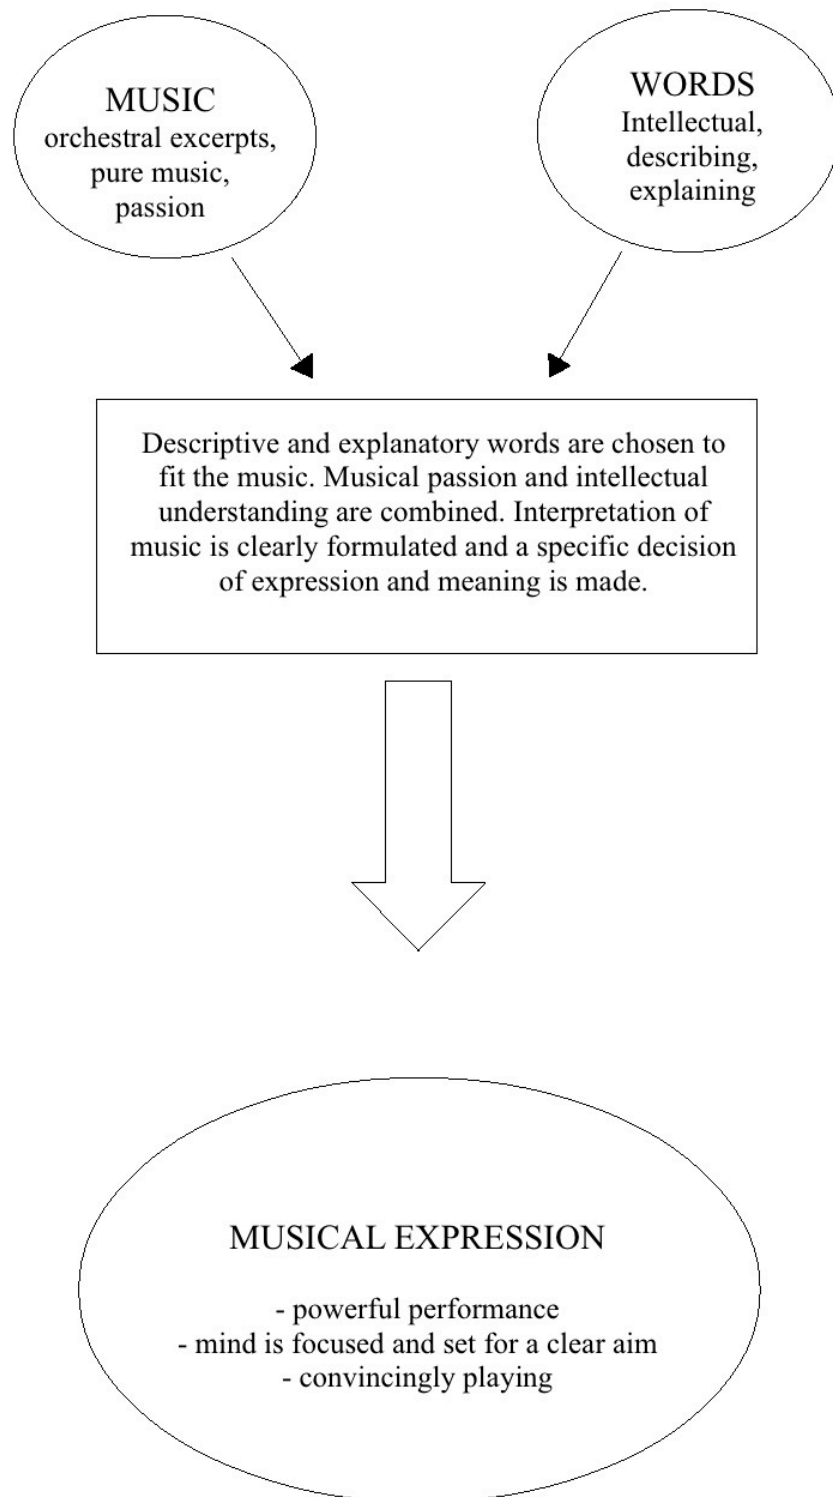 MUSIC
orchestral excerpts,
pure music,
passion
WORDS
Intellectual,
describing,
explaining
Descriptive and explanatory words are chosen to
fit the music. Musical passion and intellectual
understanding are combined. Interpretation of
music is clearly formulated and a specific decision
of expression and meaning is made.
MUSICAL EXPRESSION
- powerful performance
- mind is focused and set for a clear aim
- convincingly playing